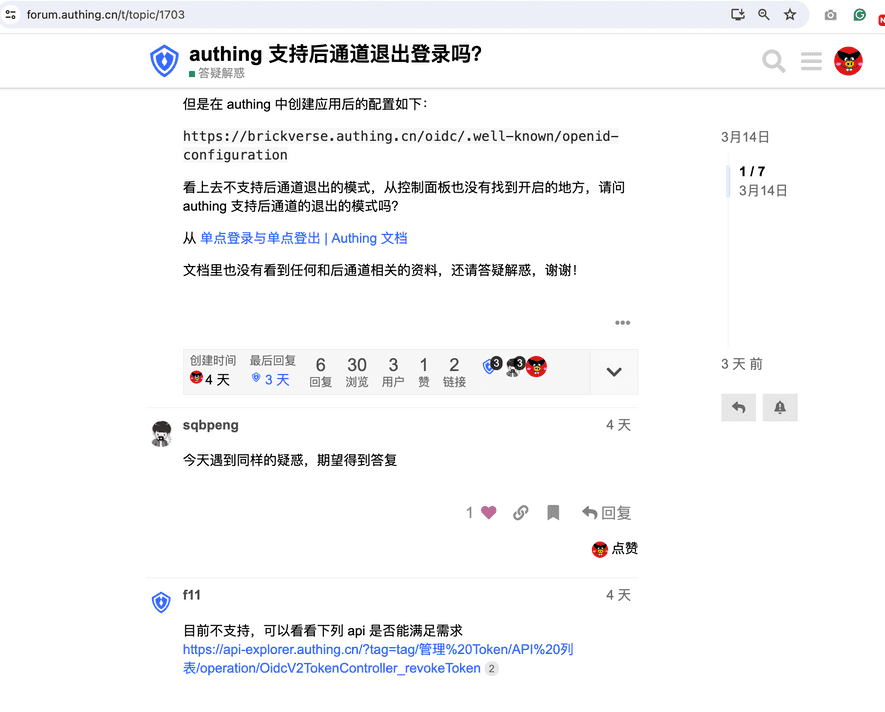 forum.authing.cn/t/topic/1703
authing 支持后通道退出登录吗?
答疑解惑
但是在 authing 中创建应用后的配置如下：
https://brickverse.authing.cn/oidc/.well-known/openid-
configuration
看上去不支持后通道退出的模式，从控制面板也没有找到开启的地方，请问
authing 支持后通道的退出的模式吗?
从 单点登录与单点登出 | Authing 文档
文档里也没有看到任何和后通道相关的资料，还请答疑解惑，谢谢！
3月14日
1 / 7
3月14日
3 天 前
创建时间 最后回复 6 30 3 1 2 3 3
4 天 3 天 回复 浏览 用户 赞 链接
sqbpeng 4 天
今天遇到同样的疑惑，期望得到答复
1 回复
点赞
f11 4 天
目前不支持，可以看看下列 api 是否能满足需求
https://api-explorer.authing.cn/?tag=tag/管理%20Token/API%20列
表/operation/OidcV2TokenController_revokeToken 2